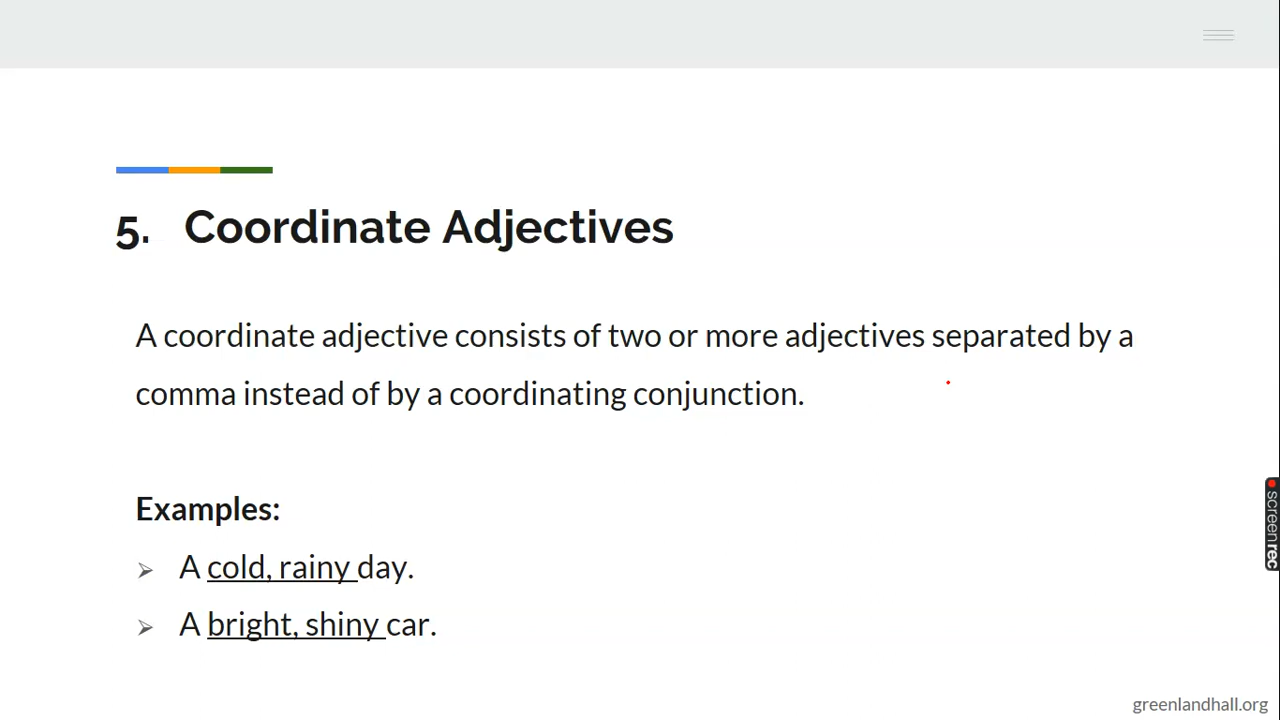 5. Coordinate Adjectives
A coordinate adjective consists of two or more adjectives separated by a
comma instead of by a coordinating conjunction.
Examples:
➢ A cold, rainy day.
➢ A bright, shiny car.
screenrec
greenlandhall.org